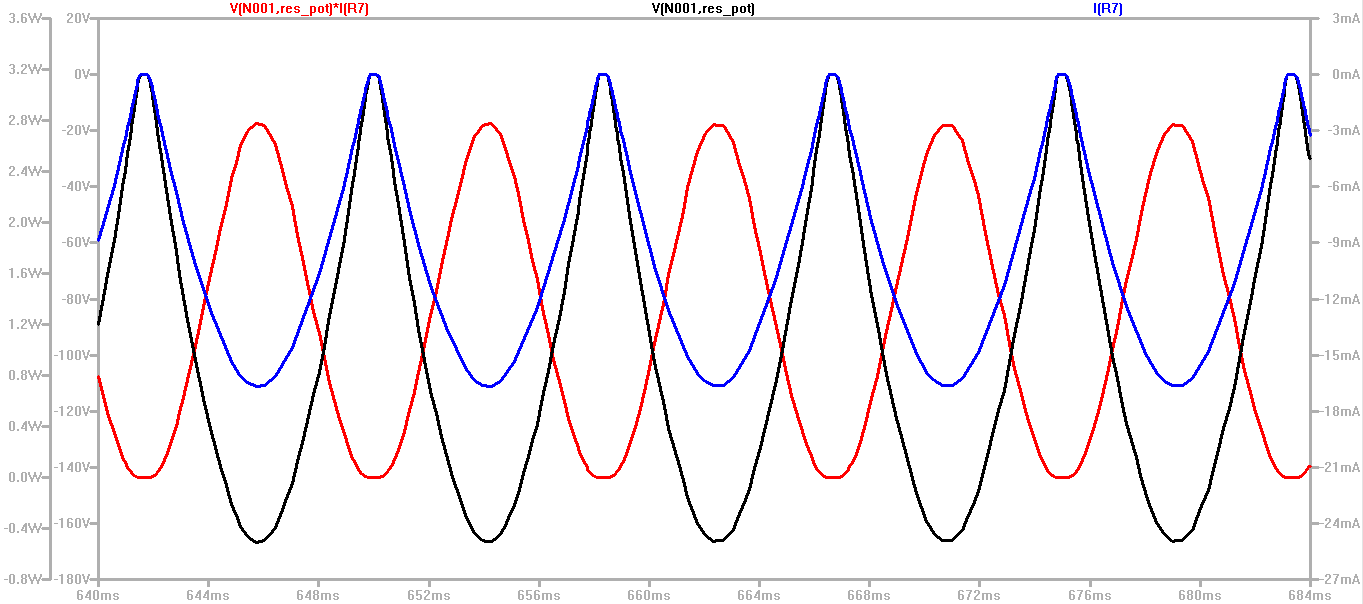 V(N001,res_pot)*I(R7) V(N001,res_pot) I(R7)
3.6W 20V 3mA
3.2W 0V 0mA
2.8W -20V -3mA
2.4W -40V -6mA
2.0W -60V -9mA
1.6W -80V -12mA
1.2W -100V -15mA
0.8W -120V -18mA
0.4W -140V -21mA
0.0W -160V -24mA
-0.4W -180V -27mA
-0.8W
640ms 644ms 648ms 652ms 656ms 660ms 664ms 668ms 672ms 676ms 680ms 684ms